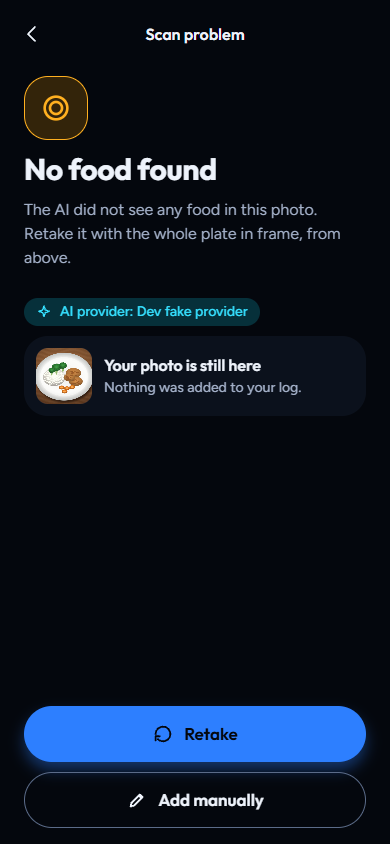 Scan problem
No food found
The AI did not see any food in this photo.
Retake it with the whole plate in frame, from
above.
AI provider: Dev fake provider
Your photo is still here
Nothing was added to your log.
Retake
Add manually